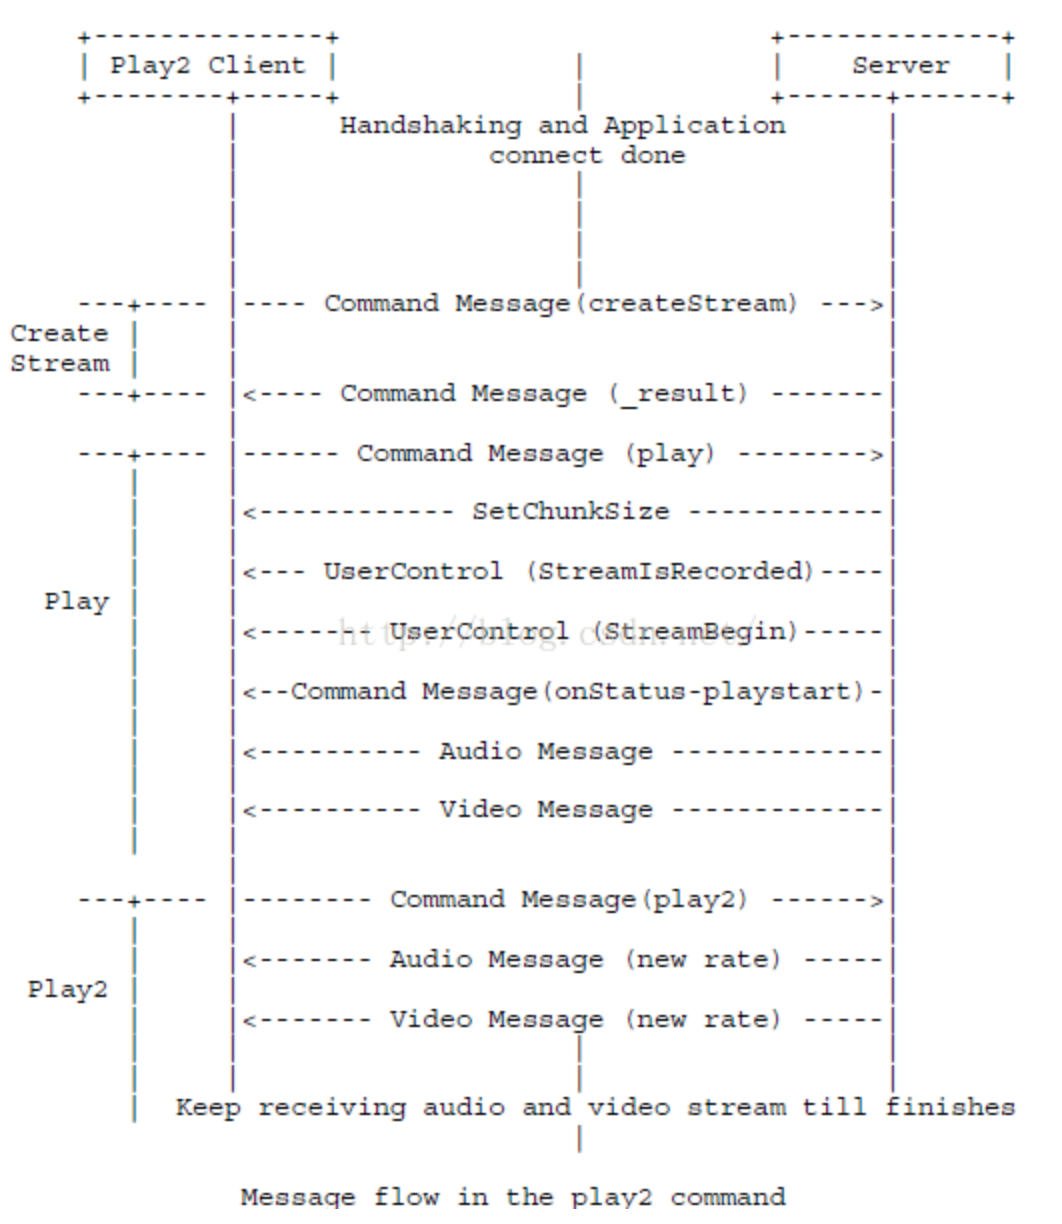 +---------------+ +-------------+
| Play2 Client | | | Server |
+--------+-----+ | +------+------+
Handshaking and Application
connect done
---+---- |---- Command Message(createStream) --->|
Create
Stream
---+---- |<---- Command Message (_result) -------|
---+---- |------ Command Message (play) -------->|
|<------------ SetChunkSize ------------|
|<--- UserControl (StreamIsRecorded)----|
Play
|<------- UserControl (StreamBegin)-----|
http://blog.csdn.net/
|<--Command Message(onStatus-playstart)-|
|<---------- Audio Message -------------|
|<---------- Video Message -------------|
---+---- |-------- Command Message(play2) ------>|
|<------- Audio Message (new rate) -----|
Play2
|<------- Video Message (new rate) -----|
| Keep receiving audio and video stream till finishes
Message flow in the play2 command